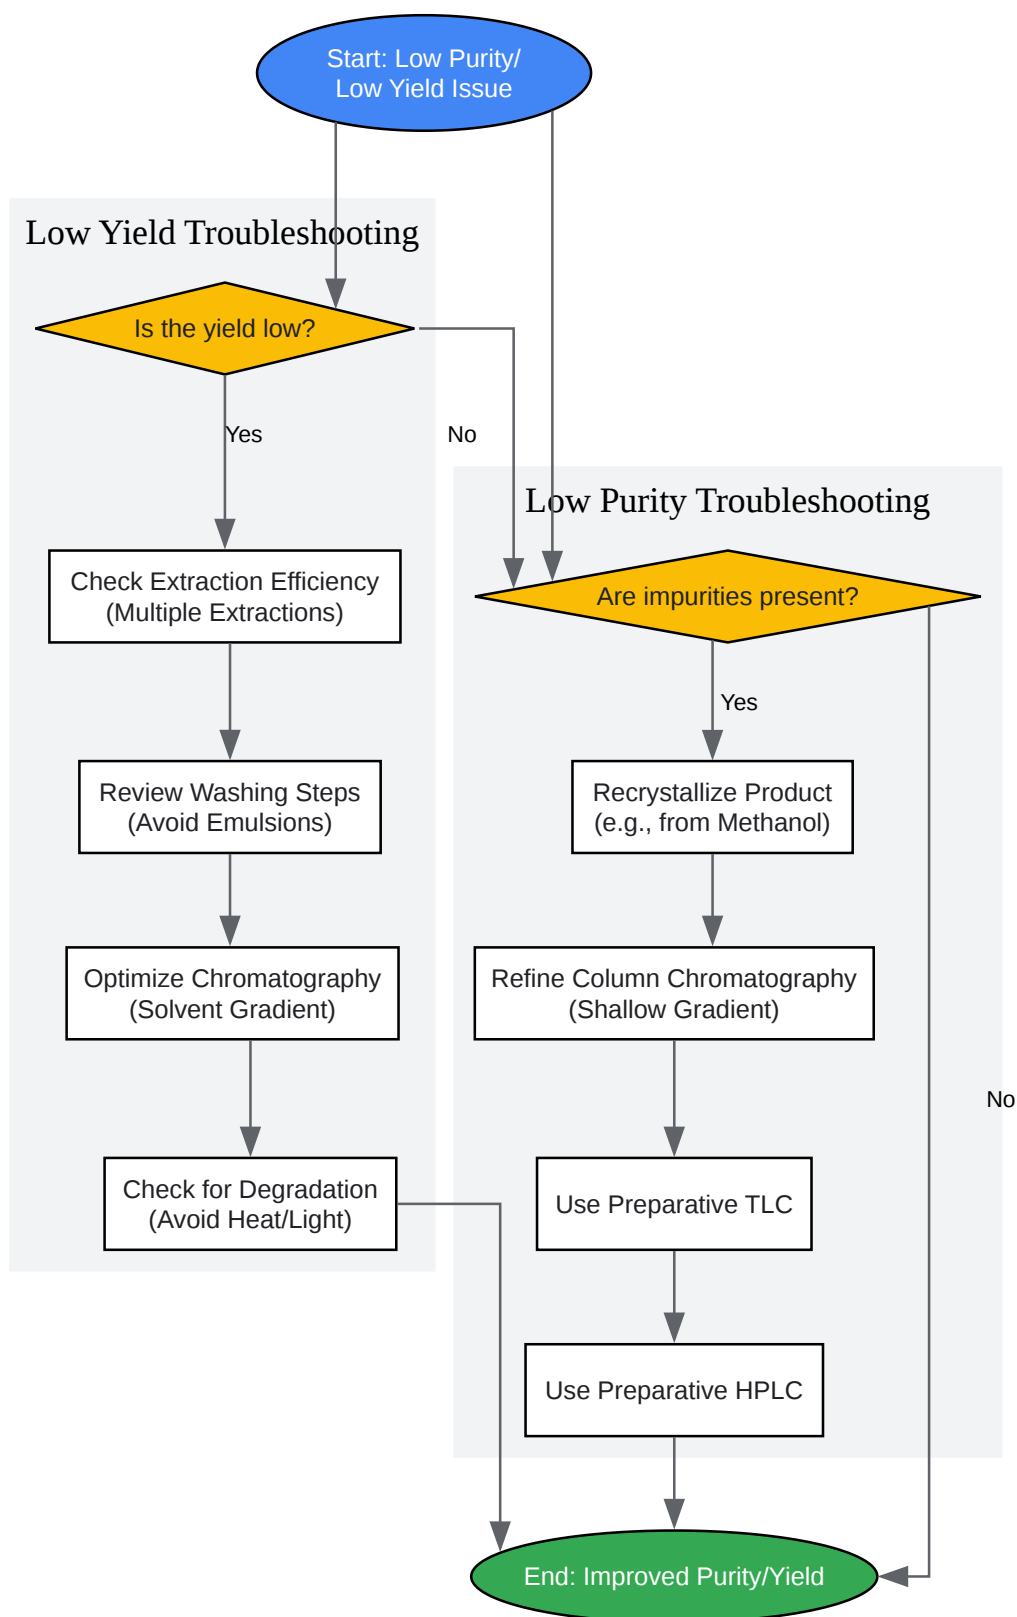 Start: Low Purity/
Low Yield Issue
Low Yield Troubleshooting
Is the yield low?
Yes
No
Low Purity Troubleshooting
Check Extraction Efficiency
(Multiple Extractions)
Are impurities present?
Yes
Review Washing Steps
(Avoid Emulsions)
Recrystallize Product
(e.g., from Methanol)
Optimize Chromatography
(Solvent Gradient)
Refine Column Chromatography
(Shallow Gradient)
No
Check for Degradation
(Avoid Heat/Light)
Use Preparative TLC
Use Preparative HPLC
End: Improved Purity/Yield